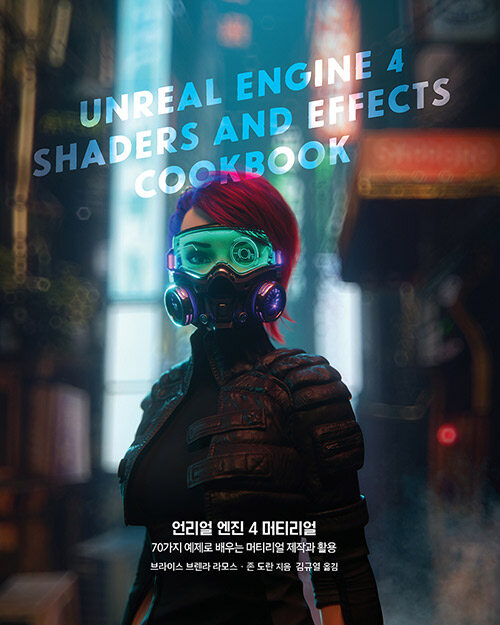 UNREAL ENGINE 4
SHADERS AND EFFECTS
COOKBOOK
언리얼 엔진 4 머티리얼
70가지 예제로 배우는 머티리얼 제작과 활용
브라이스 브렌라 라모스 · 존 도란 지음 김규열 옮김